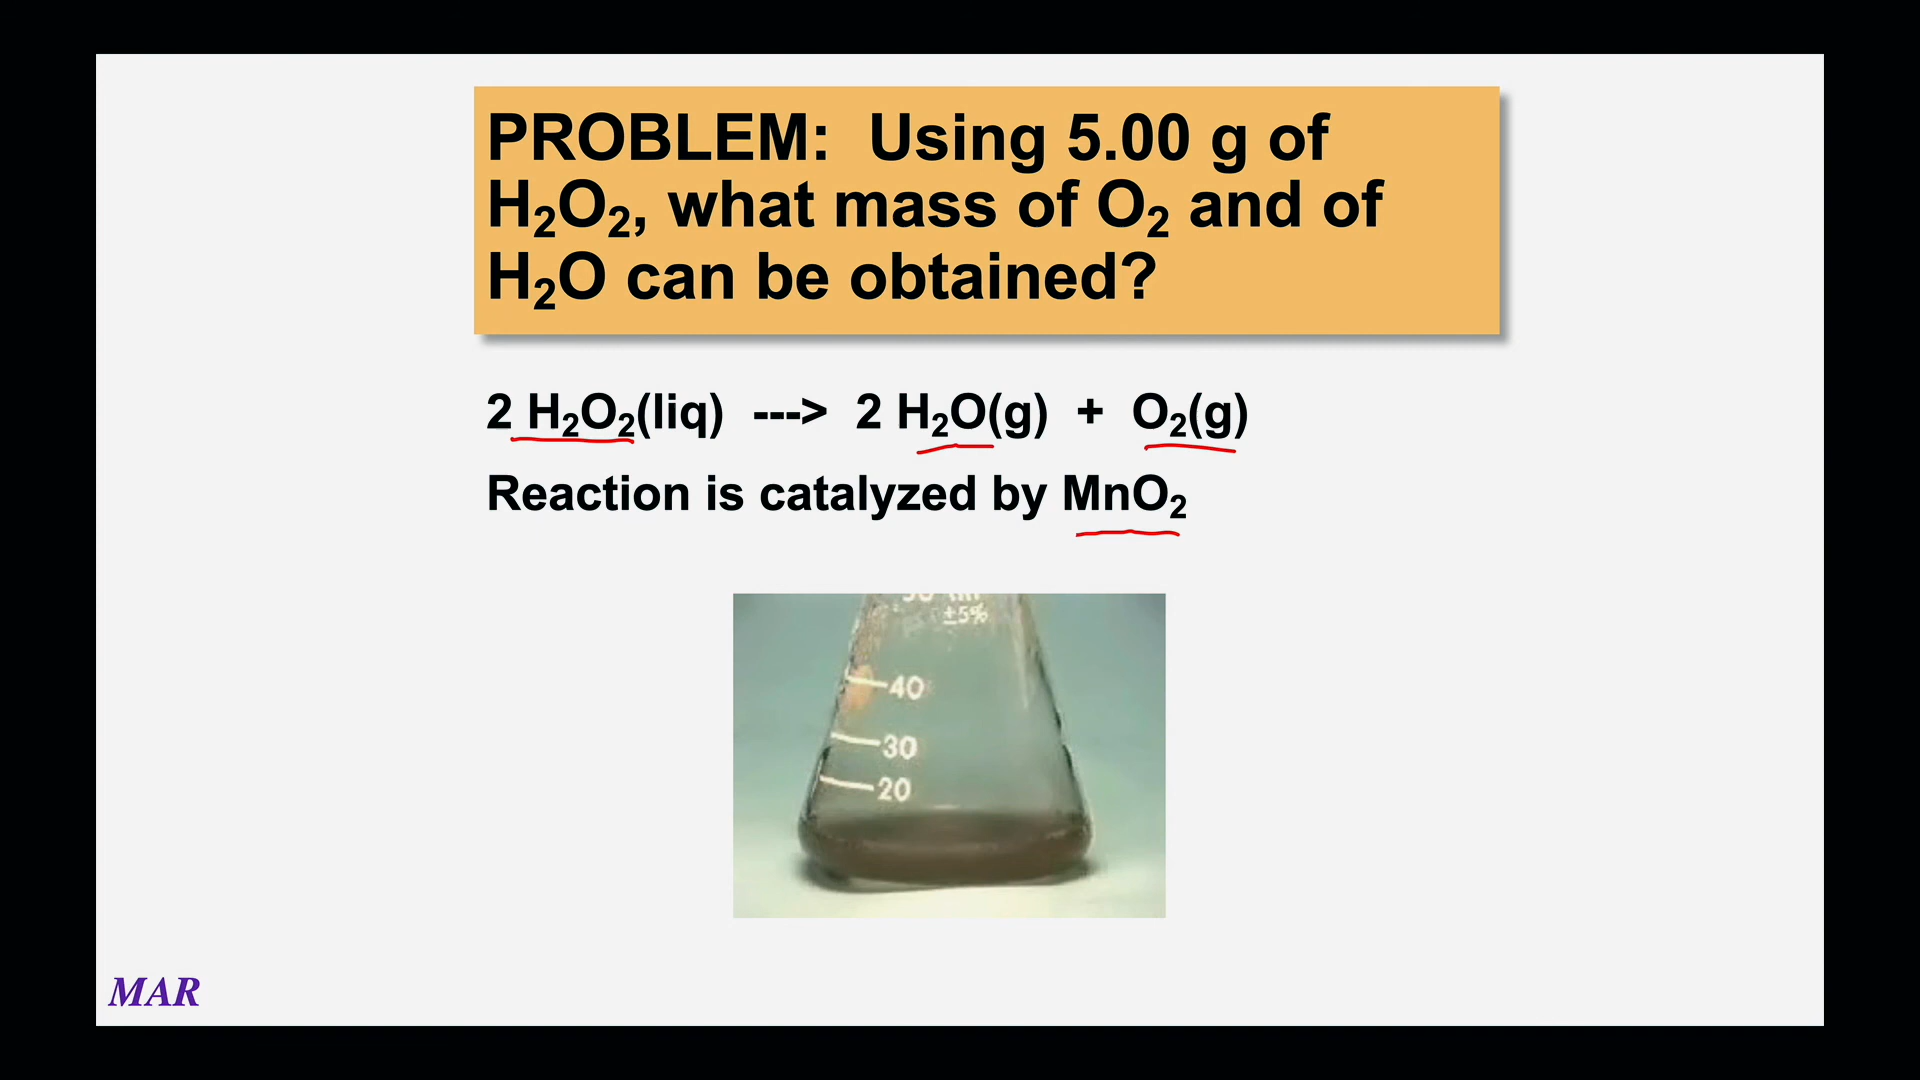 PROBLEM: Using 5.00 g of
H₂O₂, what mass of O₂ and of
H₂O can be obtained?
2 H₂O₂(liq) ---> 2 H₂O(g) + O₂(g)
Reaction is catalyzed by MnO₂
±5%
40
30
20
MAR